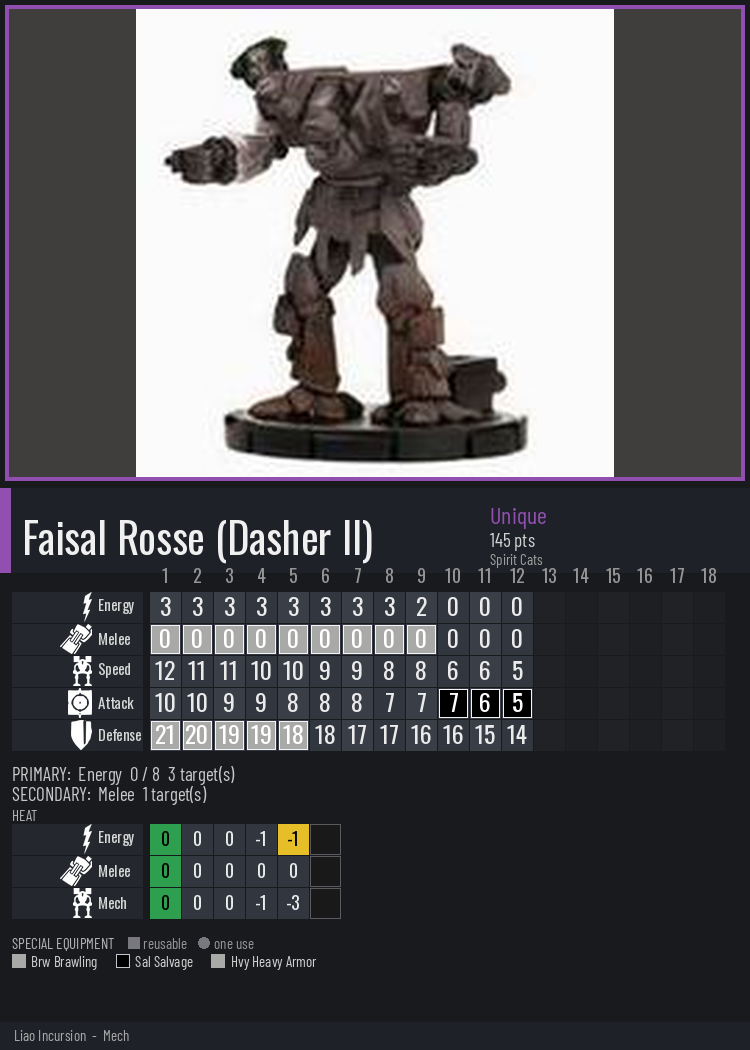 Faisal Rosse (Dasher II)
Unique
145 pts
Spirit Cats
1 2 3 4 5 6 7 8 9 10 11 12 13 14 15 16 17 18
Energy 3 3 3 3 3 3 3 3 2 0 0 0
Melee 0 0 0 0 0 0 0 0 0 0 0 0
Speed 12 11 11 10 10 9 9 8 8 6 6 5
Attack 10 10 9 9 8 8 8 7 7 7 6 5
Defense 21 20 19 19 18 18 17 17 16 16 15 14
PRIMARY: Energy 0 / 8 3 target(s)
SECONDARY: Melee 1 target(s)
HEAT
Energy 0 0 0 -1 -1
Melee 0 0 0 0 0
Mech 0 0 0 -1 -3
SPECIAL EQUIPMENT reusable one use
Brw Brawling Sal Salvage Hvy Heavy Armor
Liao Incursion - Mech